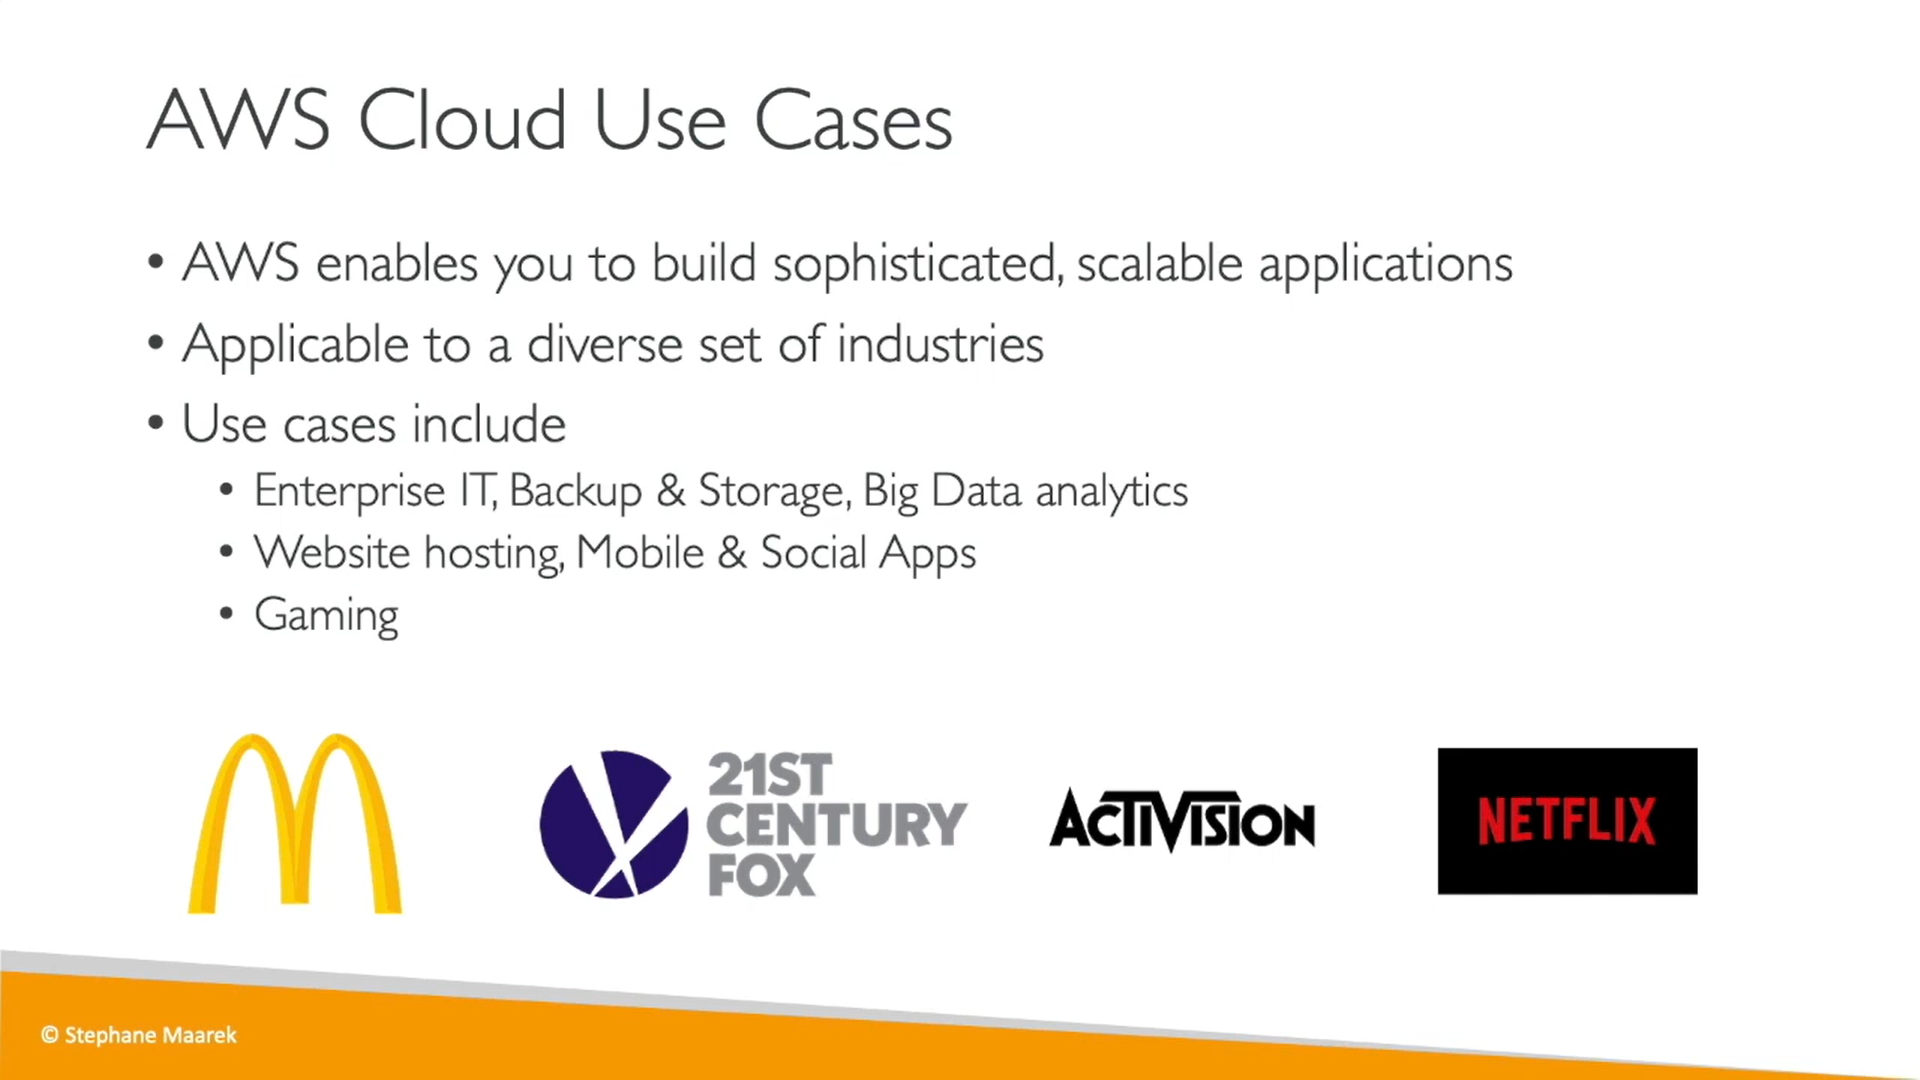 AWS Cloud Use Cases
• AWS enables you to build sophisticated, scalable applications
• Applicable to a diverse set of industries
• Use cases include
• Enterprise IT, Backup & Storage, Big Data analytics
• Website hosting, Mobile & Social Apps
• Gaming
21ST
CENTURY
FOX
ACTIVISION
NETFLIX
© Stephane Maarek